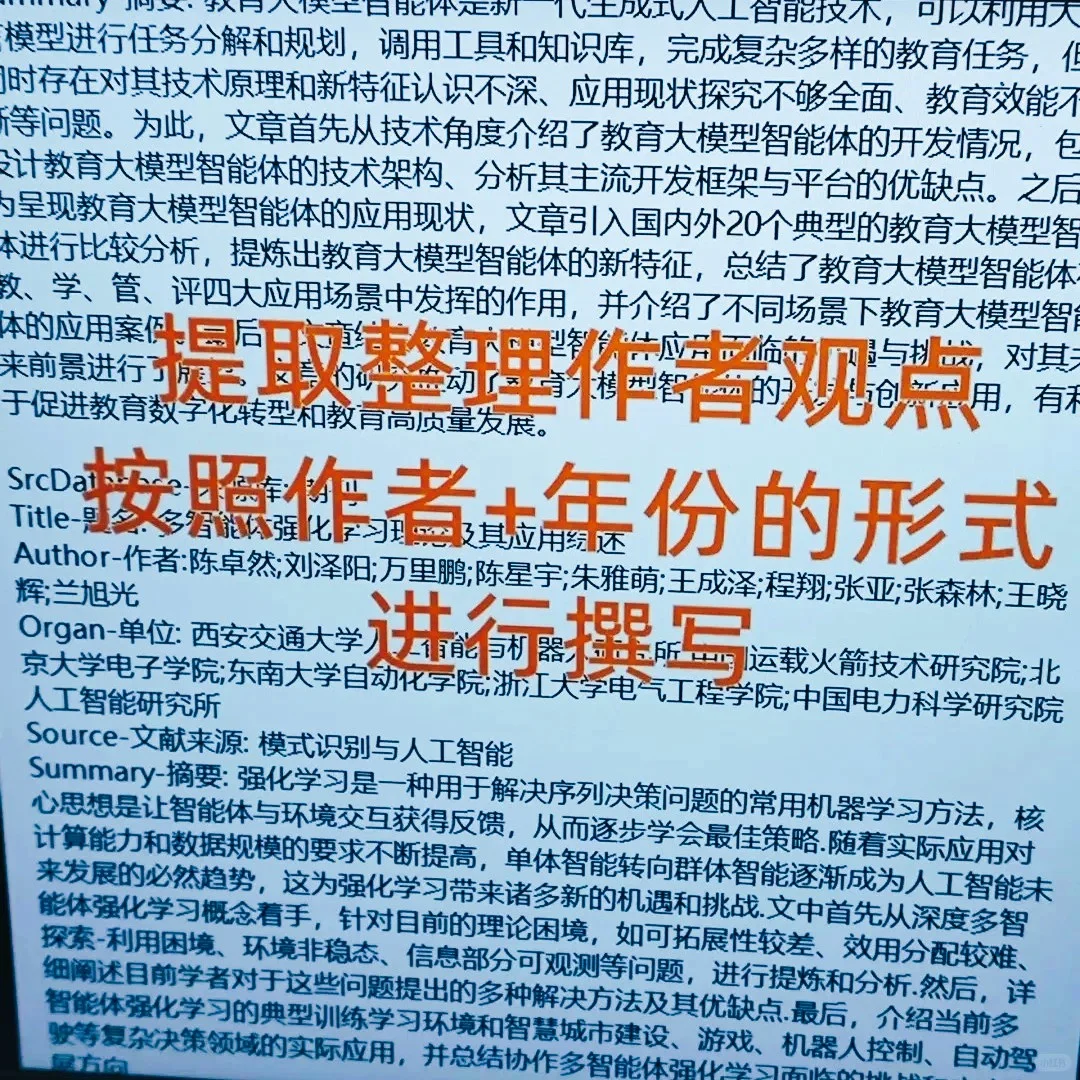 mmary-摘要: 教育大模型智能体是新一代生成式人工智能技术，可以利用大
模型进行任务分解和规划，调用工具和知识库，完成复杂多样的教育任务，但
时存在对其技术原理和新特征认识不深、应用现状探究不够全面、教育效能不
等问题。为此，文章首先从技术角度介绍了教育大模型智能体的开发情况，包
设计教育大模型智能体的技术架构、分析其主流开发框架与平台的优缺点。之后
为呈现教育大模型智能体的应用现状，文章引入国内外20个典型的教育大模型智
体进行比较分析，提炼出教育大模型智能体的新特征，总结了教育大模型智能体
教、学、管、评四大应用场景中发挥的作用，并介绍了不同场景下教育大模型智
体的应用案例
提取整理作者观点
来前景进行了
于促进教育数字化转型和教育高质量发展。
按照作者+年份的形式
Title-题名: 多智能体强化学习理论及其应用综述
Author-作者:陈卓然;刘泽阳;万里鹏;陈星宇;朱雅萌;王成泽;程翔;张亚;张森林;王晓
辉;兰旭光
进行撰写
Organ-单位: 西安交通大学 运载火箭技术研究院;北
京大学电子学院;东南大学自动化学院;浙江大学电气工程学院;中国电力科学研究院
人工智能研究所
Source-文献来源: 模式识别与人工智能
Summary-摘要: 强化学习是一种用于解决序列决策问题的常用机器学习方法，核
心思想是让智能体与环境交互获得反馈，从而逐步学会最佳策略.随着实际应用对
计算能力和数据规模的要求不断提高，单体智能转向群体智能逐渐成为人工智能未
来发展的必然趋势，这为强化学习带来诸多新的机遇和挑战.文中首先从深度多智
能体强化学习概念着手，针对目前的理论困境，如可拓展性较差、效用分配较难、
探索-利用困境、环境非稳态、信息部分可观测等问题，进行提炼和分析.然后，详
细阐述目前学者对于这些问题提出的多种解决方法及其优缺点.最后，介绍当前多
智能体强化学习的典型训练学习环境和智慧城市建设、游戏、机器人控制、自动驾
驶等复杂决策领域的实际应用，并总结协作多智能体强化学习面临的挑战
展方向